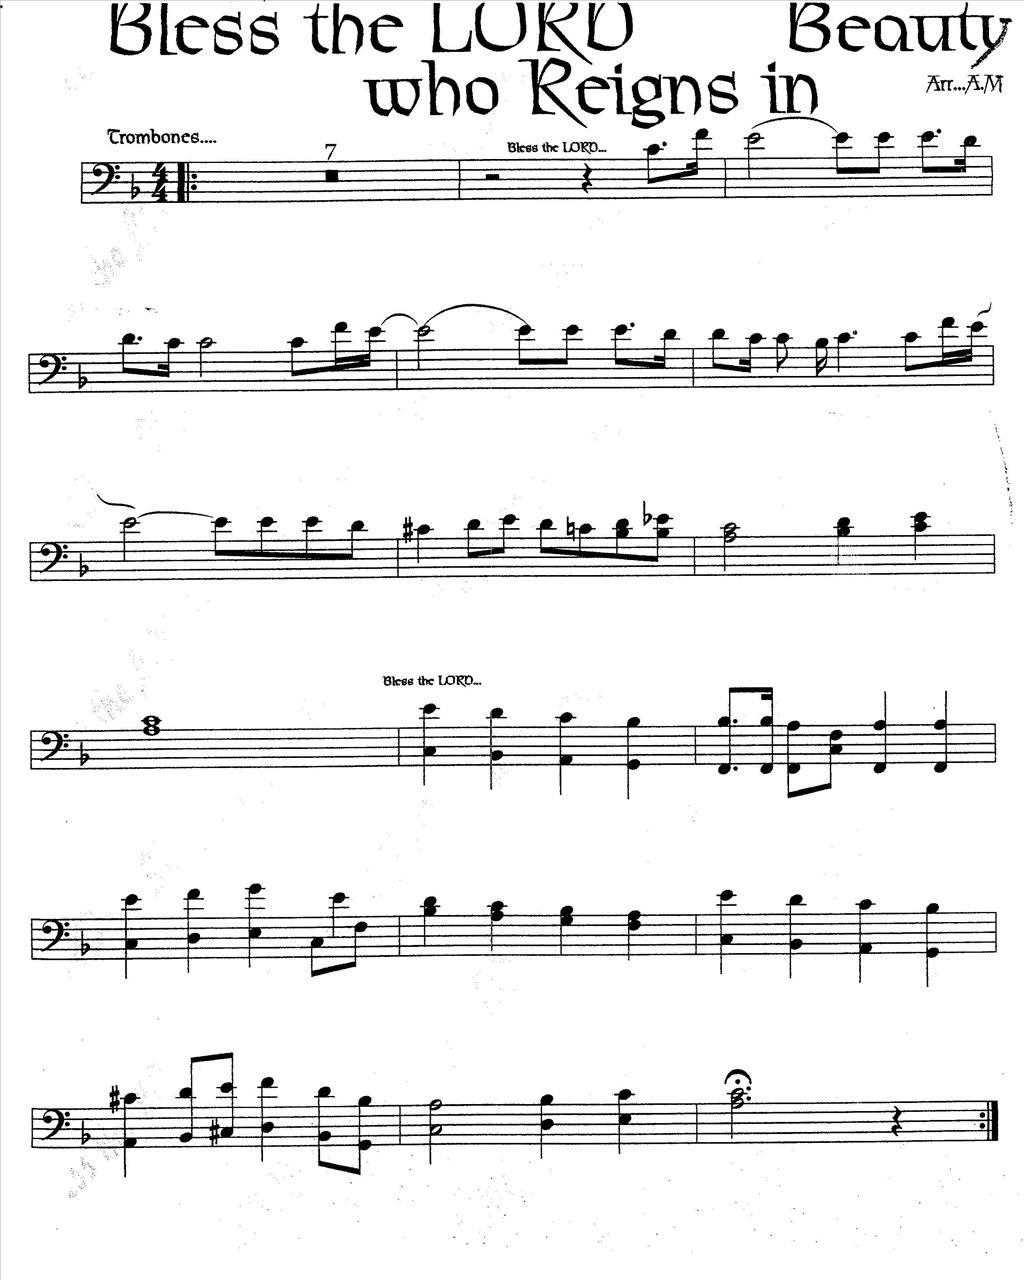 Bless the LORD Beauty
who Reigns in
Arr...A.M
Trombones....
7
Bless the LORD...
Bless the LORD...